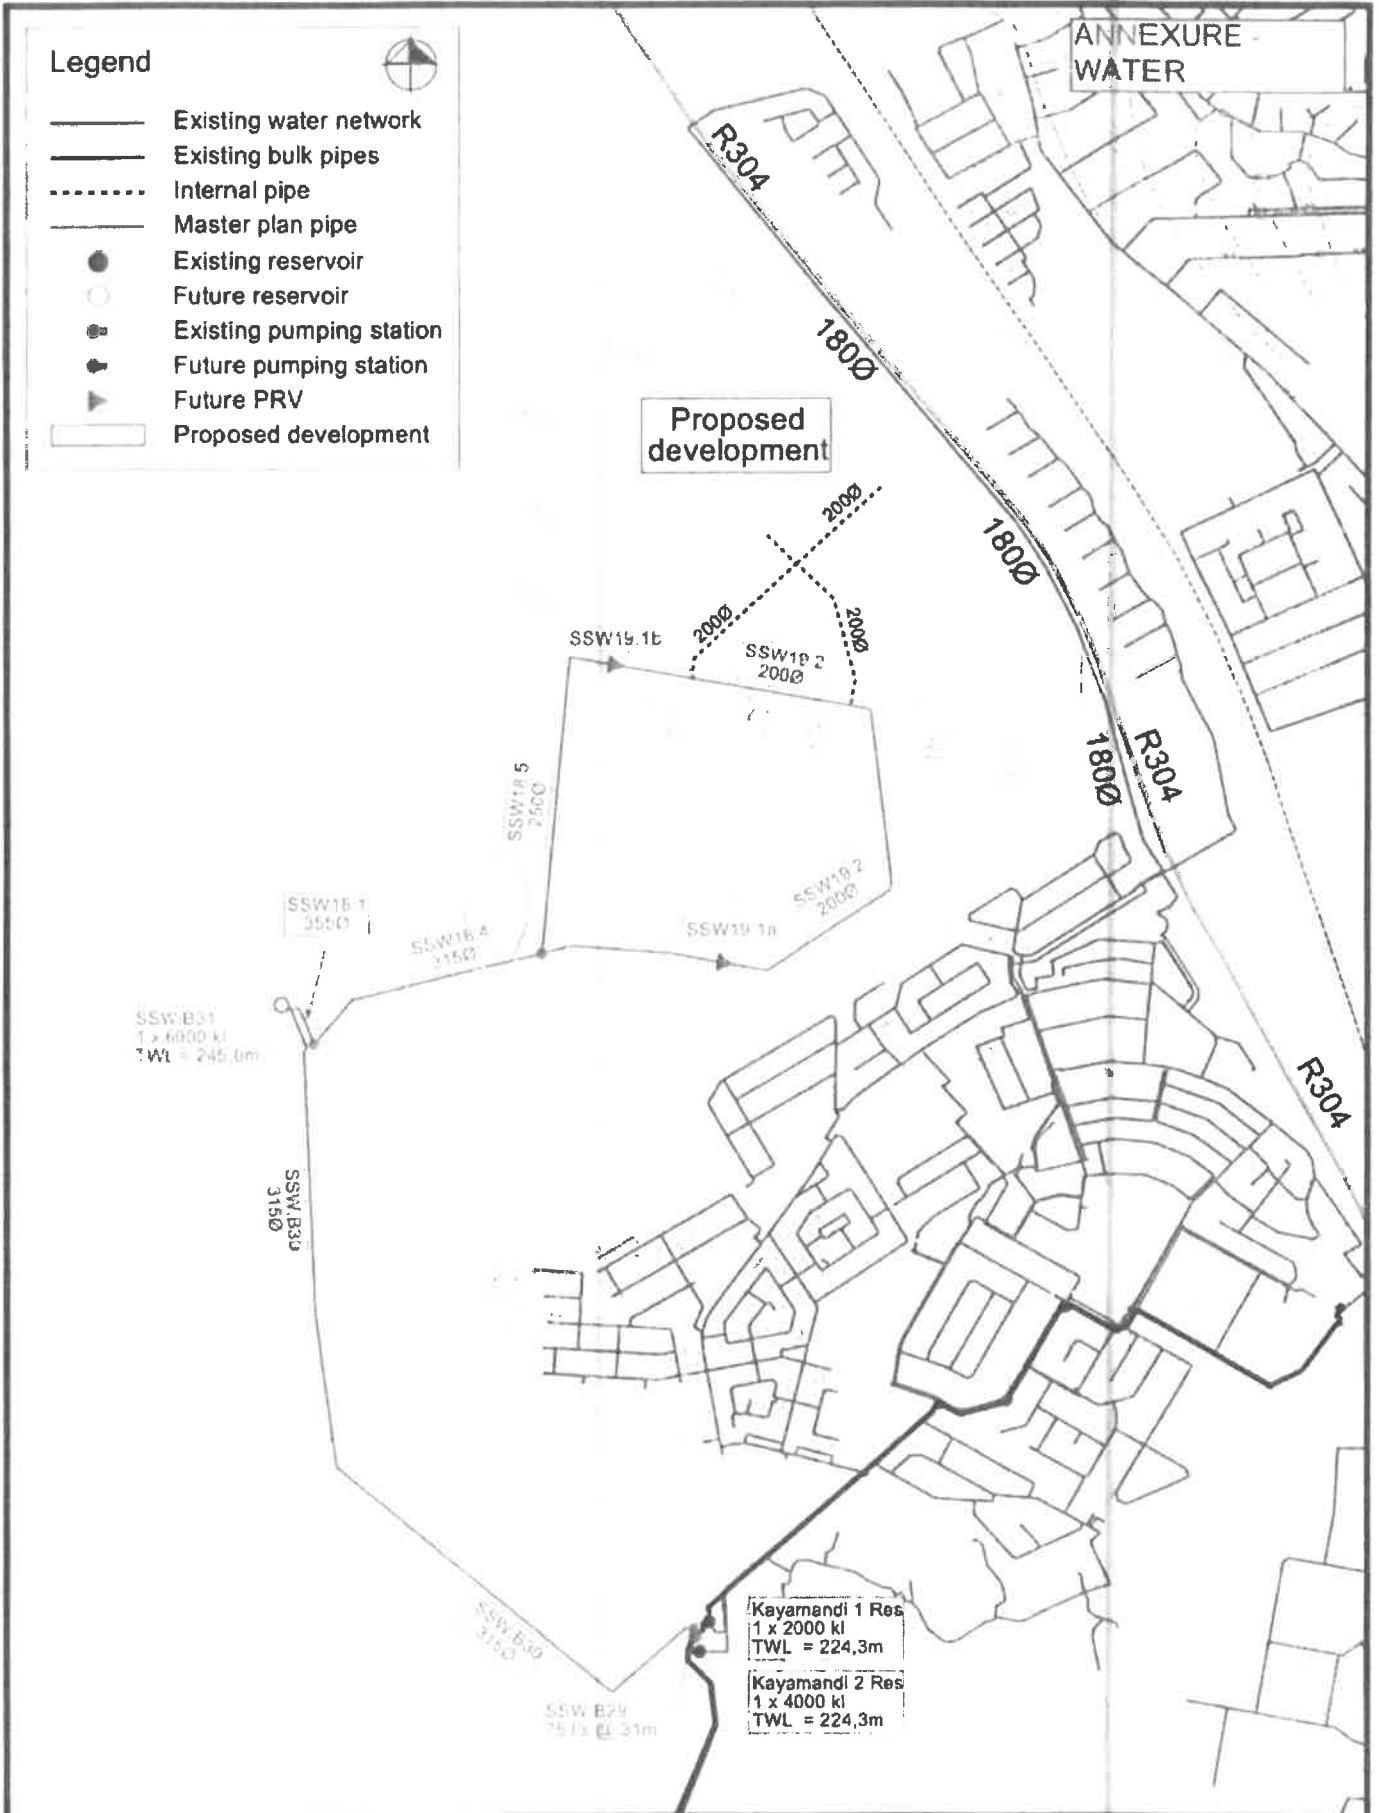 Legend
Existing water network
Existing bulk pipes
Internal pipe
Master plan pipe
Existing reservoir
Future reservoir
Existing pumping station
Future pumping station
Future PRV
Proposed development
ANNEXURE
WATER
R304
180Ø
Proposed
development
200Ø
180Ø
200Ø
200Ø
SSW19.1b
SSW19.2
200Ø
R304
180Ø
SSW18.5
250Ø
SSW19.2
200Ø
SSW18.1
355Ø
SSW18.4
315Ø
SSW19.1a
SSW.B31
1 x 6000 kl
TWL = 245,0m
R304
SSW.B30
315Ø
SSW.B30
315Ø
Kayamandi 1 Res
1 x 2000 kl
TWL = 224,3m
Kayamandi 2 Res
1 x 4000 kl
TWL = 224,3m
SSW.B29
@ 31m